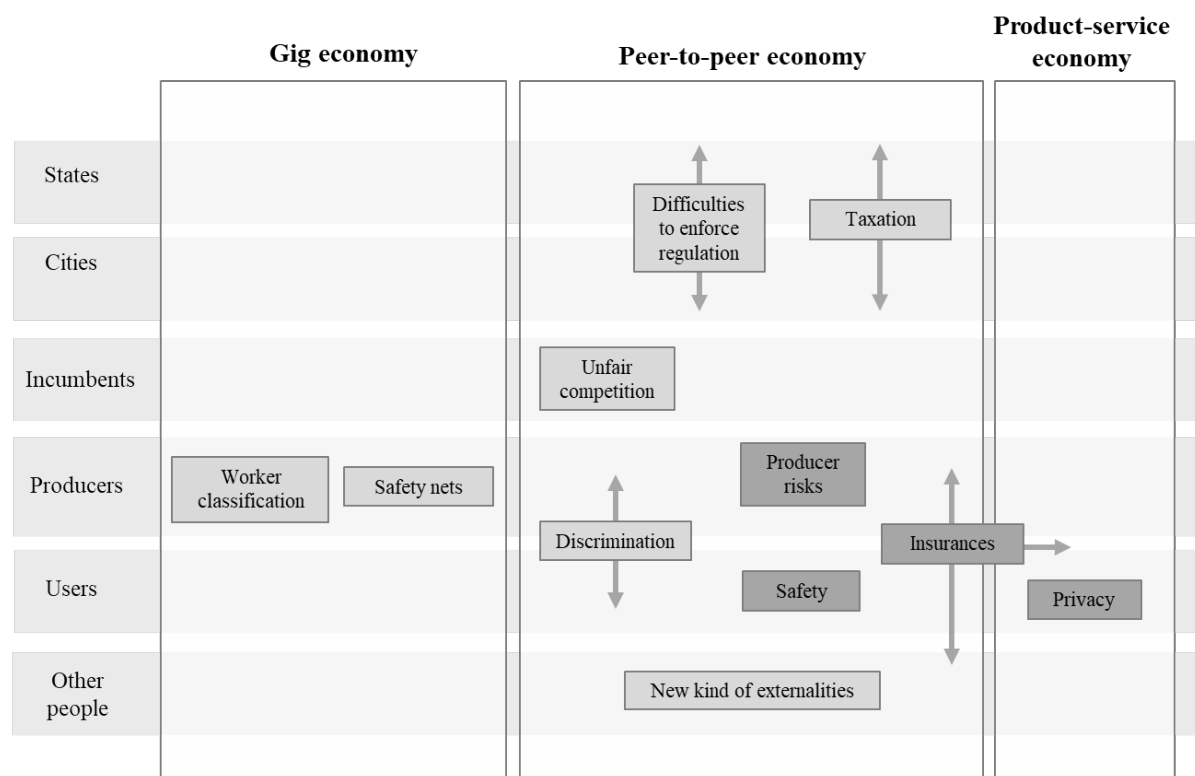 Gig economy
Peer-to-peer economy
Product-service
economy
States
Difficulties
to enforce
regulation
Taxation
Cities
Incumbents
Unfair
competition
Producers
Worker
classification
Safety nets
Producer
risks
Discrimination
Insurances
Users
Safety
Privacy
Other
people
New kind of externalities